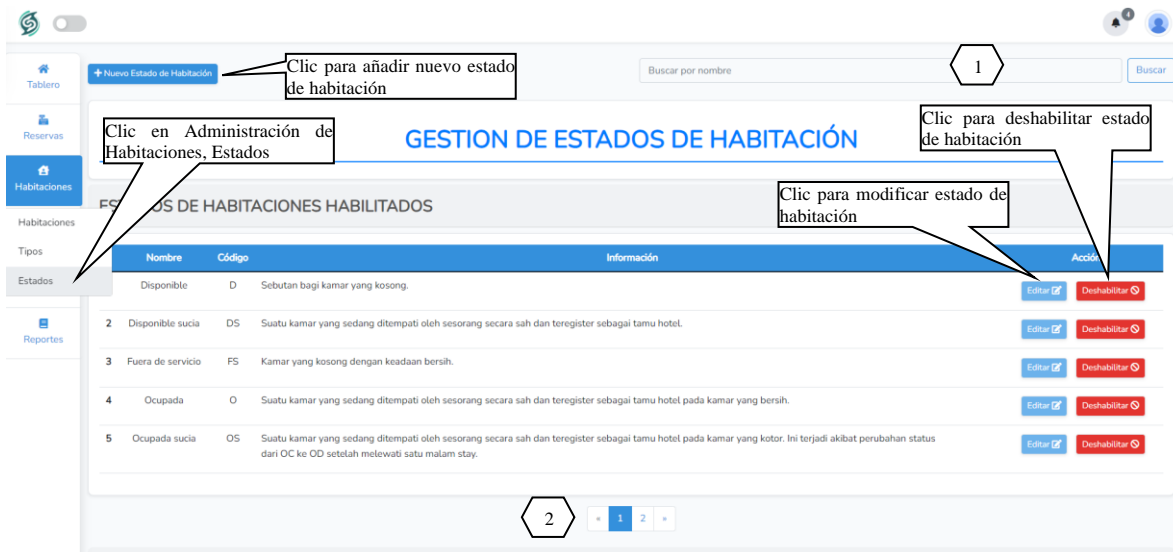 4
Tablero
+ Nuevo Estado de Habitación
Clic para añadir nuevo estado
de habitación
Buscar por nombre
1
Buscar
Reservas
Clic en Administración de
Habitaciones, Estados
GESTION DE ESTADOS DE HABITACIÓN
Clic para deshabilitar estado
de habitación
Habitaciones
Habitaciones
Tipos
Estados
Reportes
Clic para modificar estado de
habitación
OS DE HABITACIONES HABILITADOS
Nombre Código Información Acción
Disponible D Sebutan bagi kamar yang kosong. Editar Deshabilitar
2 Disponible sucia DS Suatu kamar yang sedang ditempati oleh sesorang secara sah dan teregister sebagai tamu hotel. Editar Deshabilitar
3 Fuera de servicio FS Kamar yang kosong dengan keadaan bersih. Editar Deshabilitar
4 Ocupada O Suatu kamar yang sedang ditempati oleh sesorang secara sah dan teregister sebagai tamu hotel pada kamar yang bersih. Editar Deshabilitar
5 Ocupada sucia OS Suatu kamar yang sedang ditempati oleh sesorang secara sah dan teregister sebagai tamu hotel pada kamar yang kotor. Ini terjadi akibat perubahan status Editar Deshabilitar
dari OC ke OD setelah melewati satu malam stay.
2
« 1 2 »